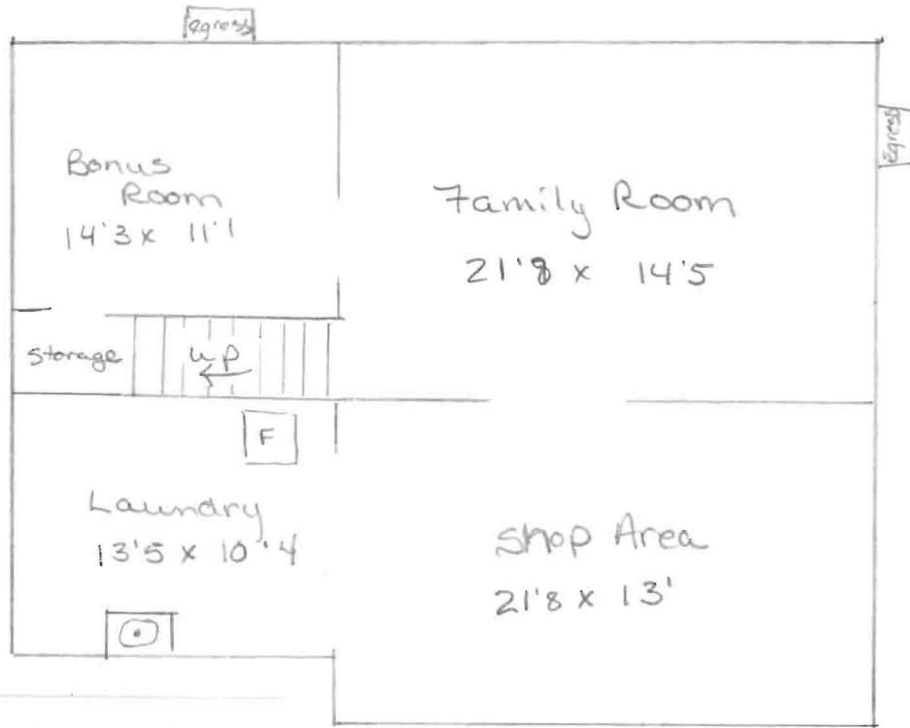 egress
egress
Bonus
Room
14'3 x 11'1
Family Room
21'8 x 14'5
storage
up
F
Laundry
13'5 x 10'4
Shop Area
21'8 x 13'